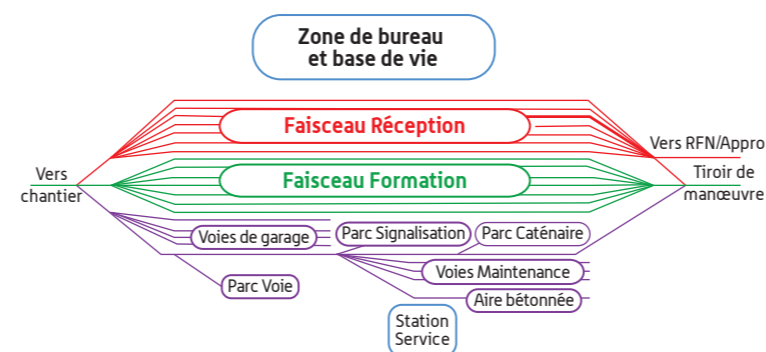 Zone de bureau
et base de vie
Faisceau Réception
Vers RFN/Appro
Vers
chantier
Faisceau Formation
Tiroir de
manœuvre
Voies de garage
Parc Signalisation
Parc Caténaire
Voies Maintenance
Parc Voie
Aire bétonnée
Station
Service